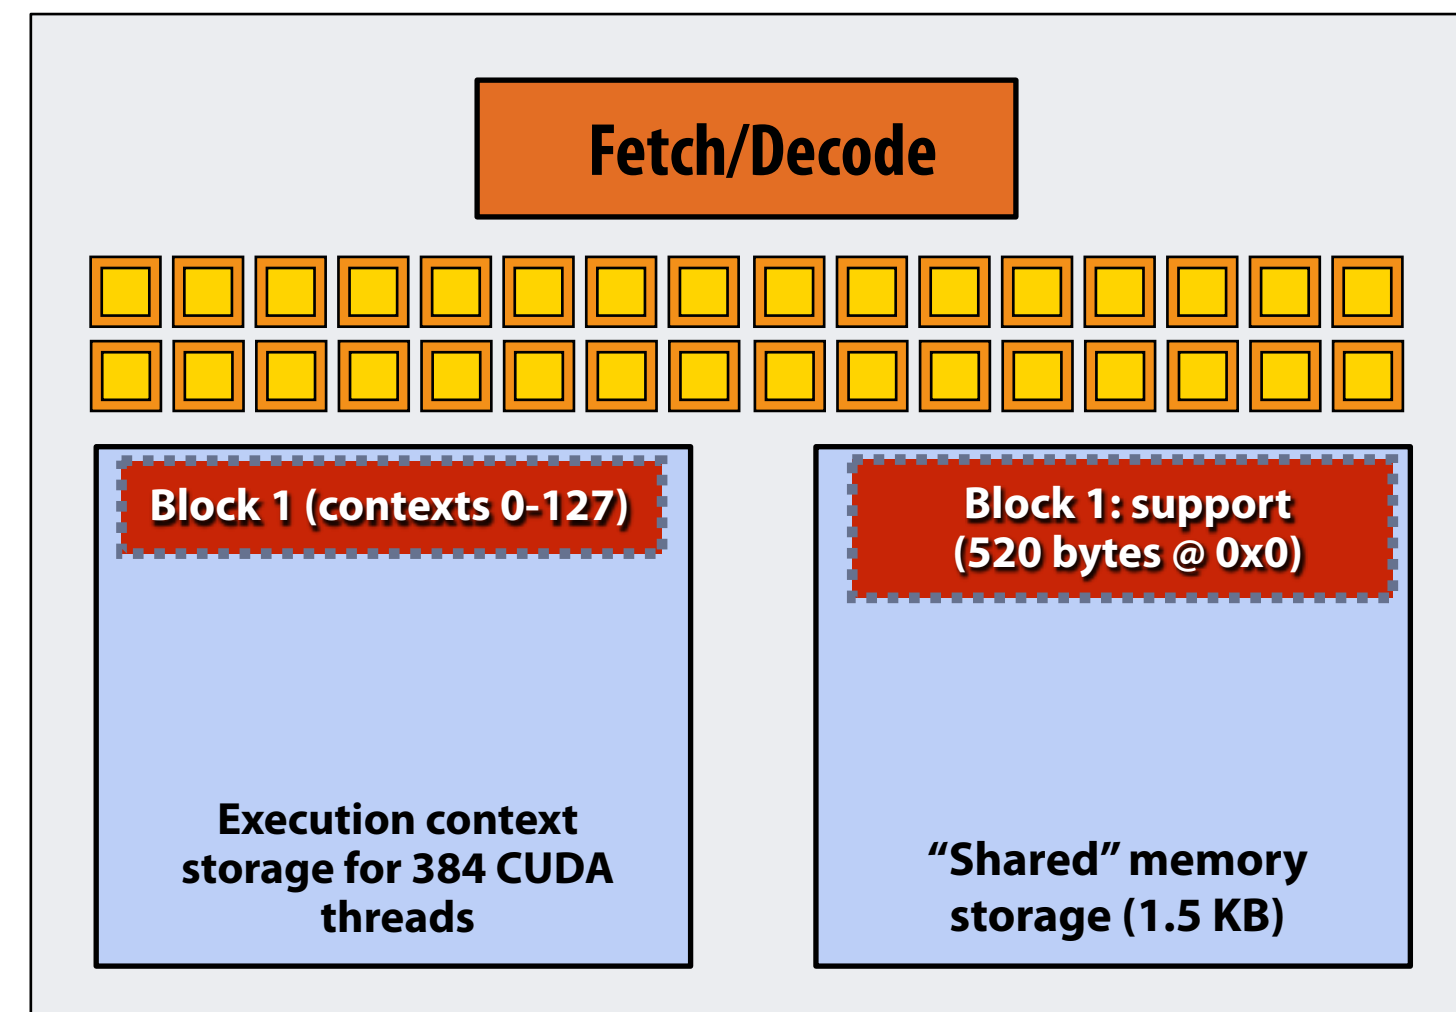 Fetch/Decode
Block 1 (contexts 0-127)
Block 1: support
(520 bytes @ 0x0)
Execution context
storage for 384 CUDA
threads
“Shared” memory
storage (1.5 KB)